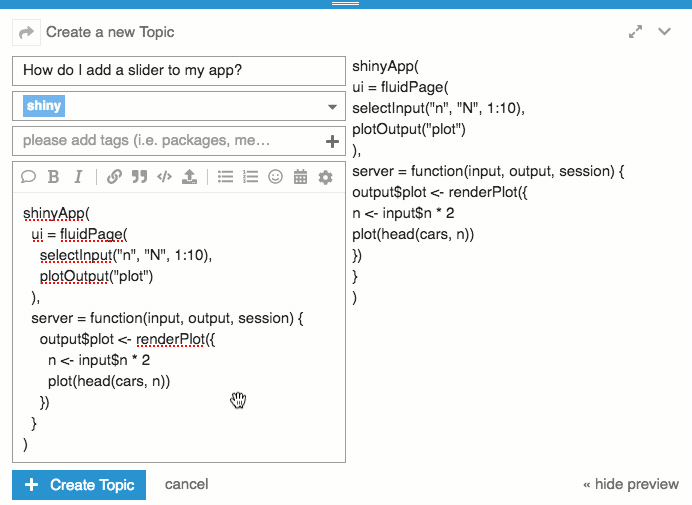 Create a new Topic
How do I add a slider to my app?
shiny
please add tags (i.e. packages, me…
B I
shinyApp(
ui = fluidPage(
selectInput("n", "N", 1:10),
plotOutput("plot")
),
server = function(input, output, session) {
output$plot <- renderPlot({
n <- input$n * 2
plot(head(cars, n))
})
}
)
shinyApp(
ui = fluidPage(
selectInput("n", "N", 1:10),
plotOutput("plot")
),
server = function(input, output, session) {
output$plot <- renderPlot({
n <- input$n * 2
plot(head(cars, n))
})
}
)
+ Create Topic cancel « hide preview